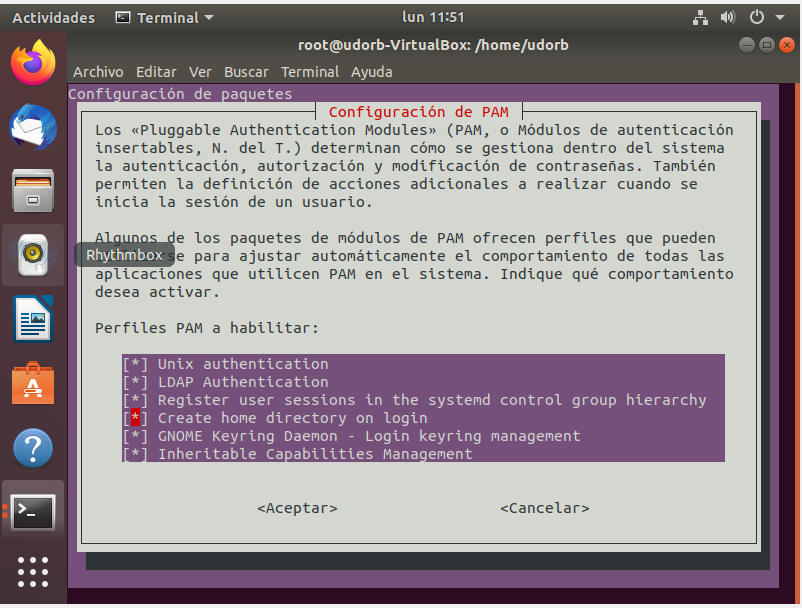 Actividades
Terminal
lun 11:51
root@udorb-VirtualBox: /home/udorb
Archivo Editar Ver Buscar Terminal Ayuda
Configuración de paquetes
Configuración de PAM
Los «Pluggable Authentication Modules» (PAM, o Módulos de autenticación
insertables, N. del T.) determinan cómo se gestiona dentro del sistema
la autenticación, autorización y modificación de contraseñas. También
permiten la definición de acciones adicionales a realizar cuando se
inicia la sesión de un usuario.
Algunos de los paquetes de módulos de PAM ofrecen perfiles que pueden
Rhythmbox
se para ajustar automáticamente el comportamiento de todas las
aplicaciones que utilicen PAM en el sistema. Indique qué comportamiento
desea activar.
Perfiles PAM a habilitar:
[*] Unix authentication
[*] LDAP Authentication
[*] Register user sessions in the systemd control group hierarchy
[*] Create home directory on login
[*] GNOME Keyring Daemon - Login keyring management
[*] Inheritable Capabilities Management
<Aceptar>
<Cancelar>